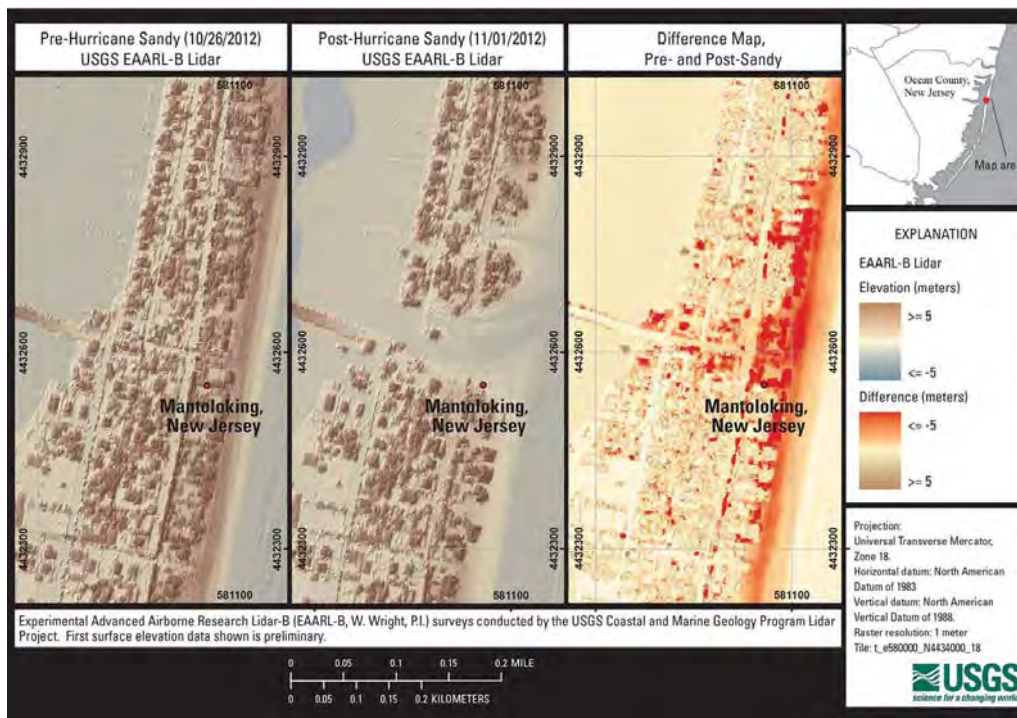 Pre-Hurricane Sandy (10/26/2012)
USGS EAARL-B Lidar
Post-Hurricane Sandy (11/01/2012)
USGS EAARL-B Lidar
Difference Map,
Pre- and Post-Sandy
Ocean County,
New Jersey
Map area
581100
4432900
4432600
4432300
Mantoloking,
New Jersey
581100
581100
4432900
4432600
4432300
Mantoloking,
New Jersey
581100
581100
4432900
4432600
4432300
Mantoloking,
New Jersey
581100
EXPLANATION
EAARL-B Lidar
Elevation (meters)
>= 5
<= -5
Difference (meters)
<= -5
>= 5
Projection:
Universal Transverse Mercator,
Zone 18.
Horizontal datum: North American
Datum of 1983
Vertical datum: North American
Vertical Datum of 1988.
Raster resolution: 1 meter
Tile: t_e580000_N4434000_18
USGS
science for a changing world
Experimental Advanced Airborne Research Lidar-B (EAARL-B, W. Wright, P.I.) surveys conducted by the USGS Coastal and Marine Geology Program Lidar
Project. First surface elevation data shown is preliminary.
0 0.05 0.1 0.15 0.2 MILE
0 0.05 0.1 0.15 0.2 KILOMETERS